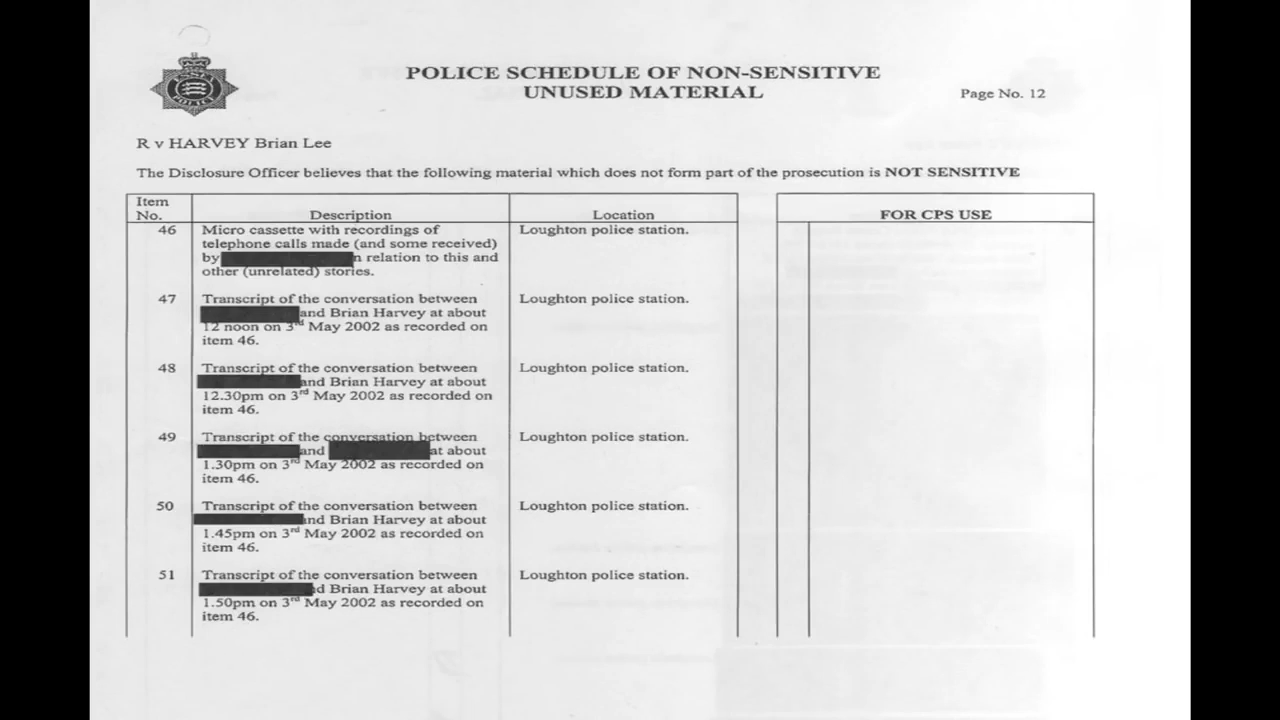 ESSEX
POLICE
POLICE SCHEDULE OF NON-SENSITIVE
UNUSED MATERIAL
Page No. 12
R v HARVEY Brian Lee
The Disclosure Officer believes that the following material which does not form part of the prosecution is NOT SENSITIVE
Item
No.
Description
Location
FOR CPS USE
46
Micro cassette with recordings of
telephone calls made (and some received)
by n relation to this and
other (unrelated) stories.
Loughton police station.
47
Transcript of the conversation between
and Brian Harvey at about
12 noon on 3rd May 2002 as recorded on
item 46.
Loughton police station.
48
Transcript of the conversation between
and Brian Harvey at about
12.30pm on 3rd May 2002 as recorded on
item 46.
Loughton police station.
49
Transcript of the conversation between
and at about
1.30pm on 3rd May 2002 as recorded on
item 46.
Loughton police station.
50
Transcript of the conversation between
nd Brian Harvey at about
1.45pm on 3rd May 2002 as recorded on
item 46.
Loughton police station.
51
Transcript of the conversation between
d Brian Harvey at about
1.50pm on 3rd May 2002 as recorded on
item 46.
Loughton police station.